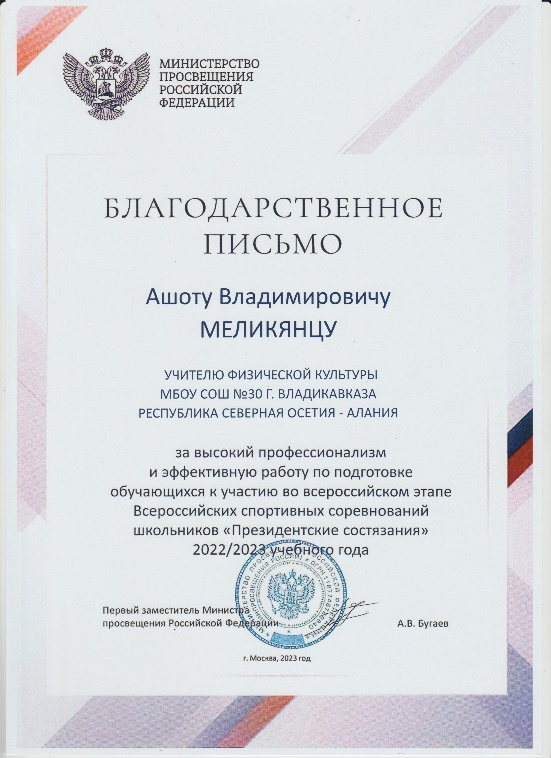 МИНИСТЕРСТВО
ПРОСВЕЩЕНИЯ
РОССИЙСКОЙ
ФЕДЕРАЦИИ
БЛАГОДАРСТВЕННОЕ
ПИСЬМО
Ашоту Владимировичу
МЕЛИКЯНЦУ
УЧИТЕЛЮ ФИЗИЧЕСКОЙ КУЛЬТУРЫ
МБОУ СОШ №30 Г. ВЛАДИКАВКАЗА
РЕСПУБЛИКА СЕВЕРНАЯ ОСЕТИЯ - АЛАНИЯ
за высокий профессионализм
и эффективную работу по подготовке
обучающихся к участию во всероссийском этапе
Всероссийских спортивных соревнований
школьников «Президентские состязания»
2022/2023 учебного года
Первый заместитель Министра
просвещения Российской Федерации
А.В. Бугаев
г. Москва, 2023 год